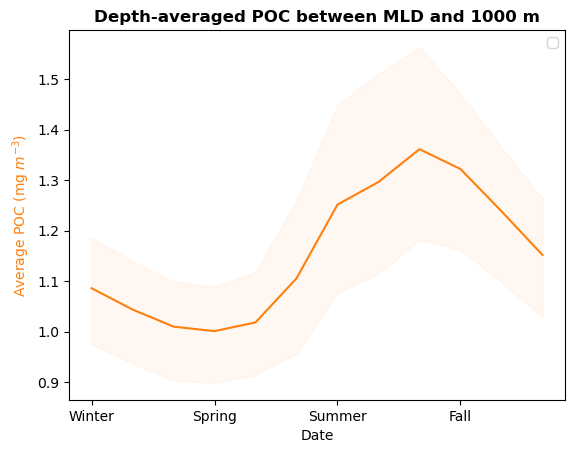 Depth-averaged POC between MLD and 1000 m
Average POC (mg m⁻³)
1.5
1.4
1.3
1.2
1.1
1.0
0.9
Winter Spring Summer Fall
Date